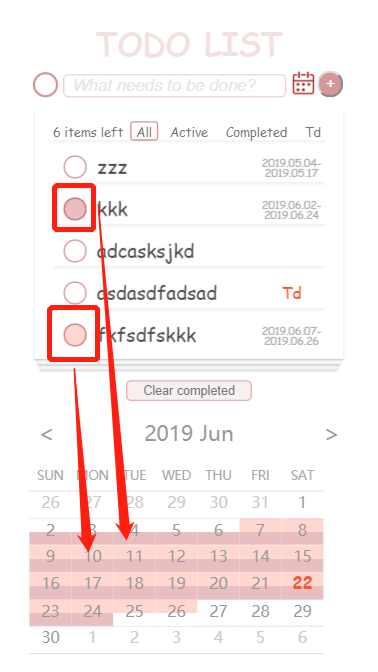 TODO LIST
What needs to be done? +
6 items left All Active Completed Td
zzz 2019.05.04-
2019.05.17
kkk 2019.06.02-
2019.06.24
adcasksjkd
asdasdfadsad Td
fkfsdfskkk 2019.06.07-
2019.06.26
Clear completed
< 2019 Jun >
SUN MON TUE WED THU FRI SAT
26 27 28 29 30 31 1
2 3 4 5 6 7 8
9 10 11 12 13 14 15
16 17 18 19 20 21 22
23 24 25 26 27 28 29
30 1 2 3 4 5 6